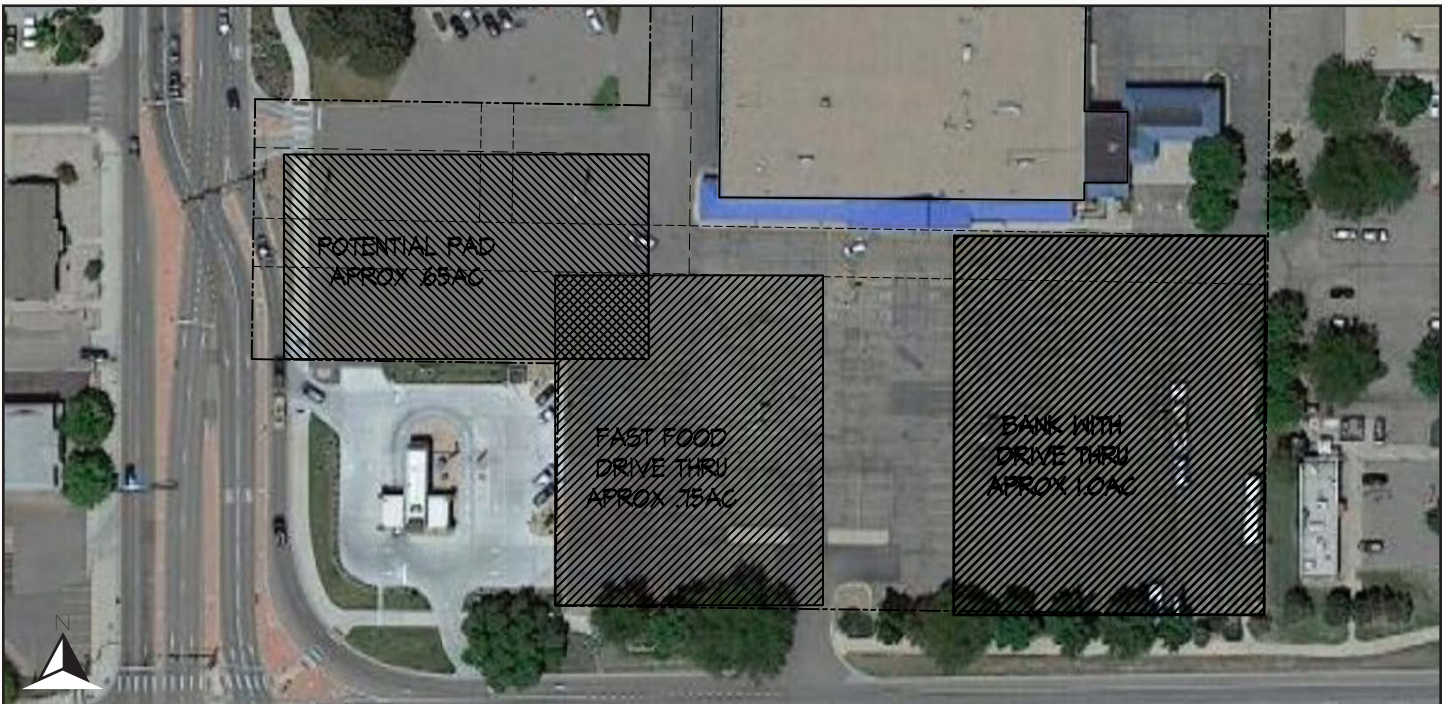 POTENTIAL PAD
APROX .65AC
FAST FOOD
DRIVE THRU
APROX .75AC
BANK WITH
DRIVE THRU
APROX 1.0AC
N